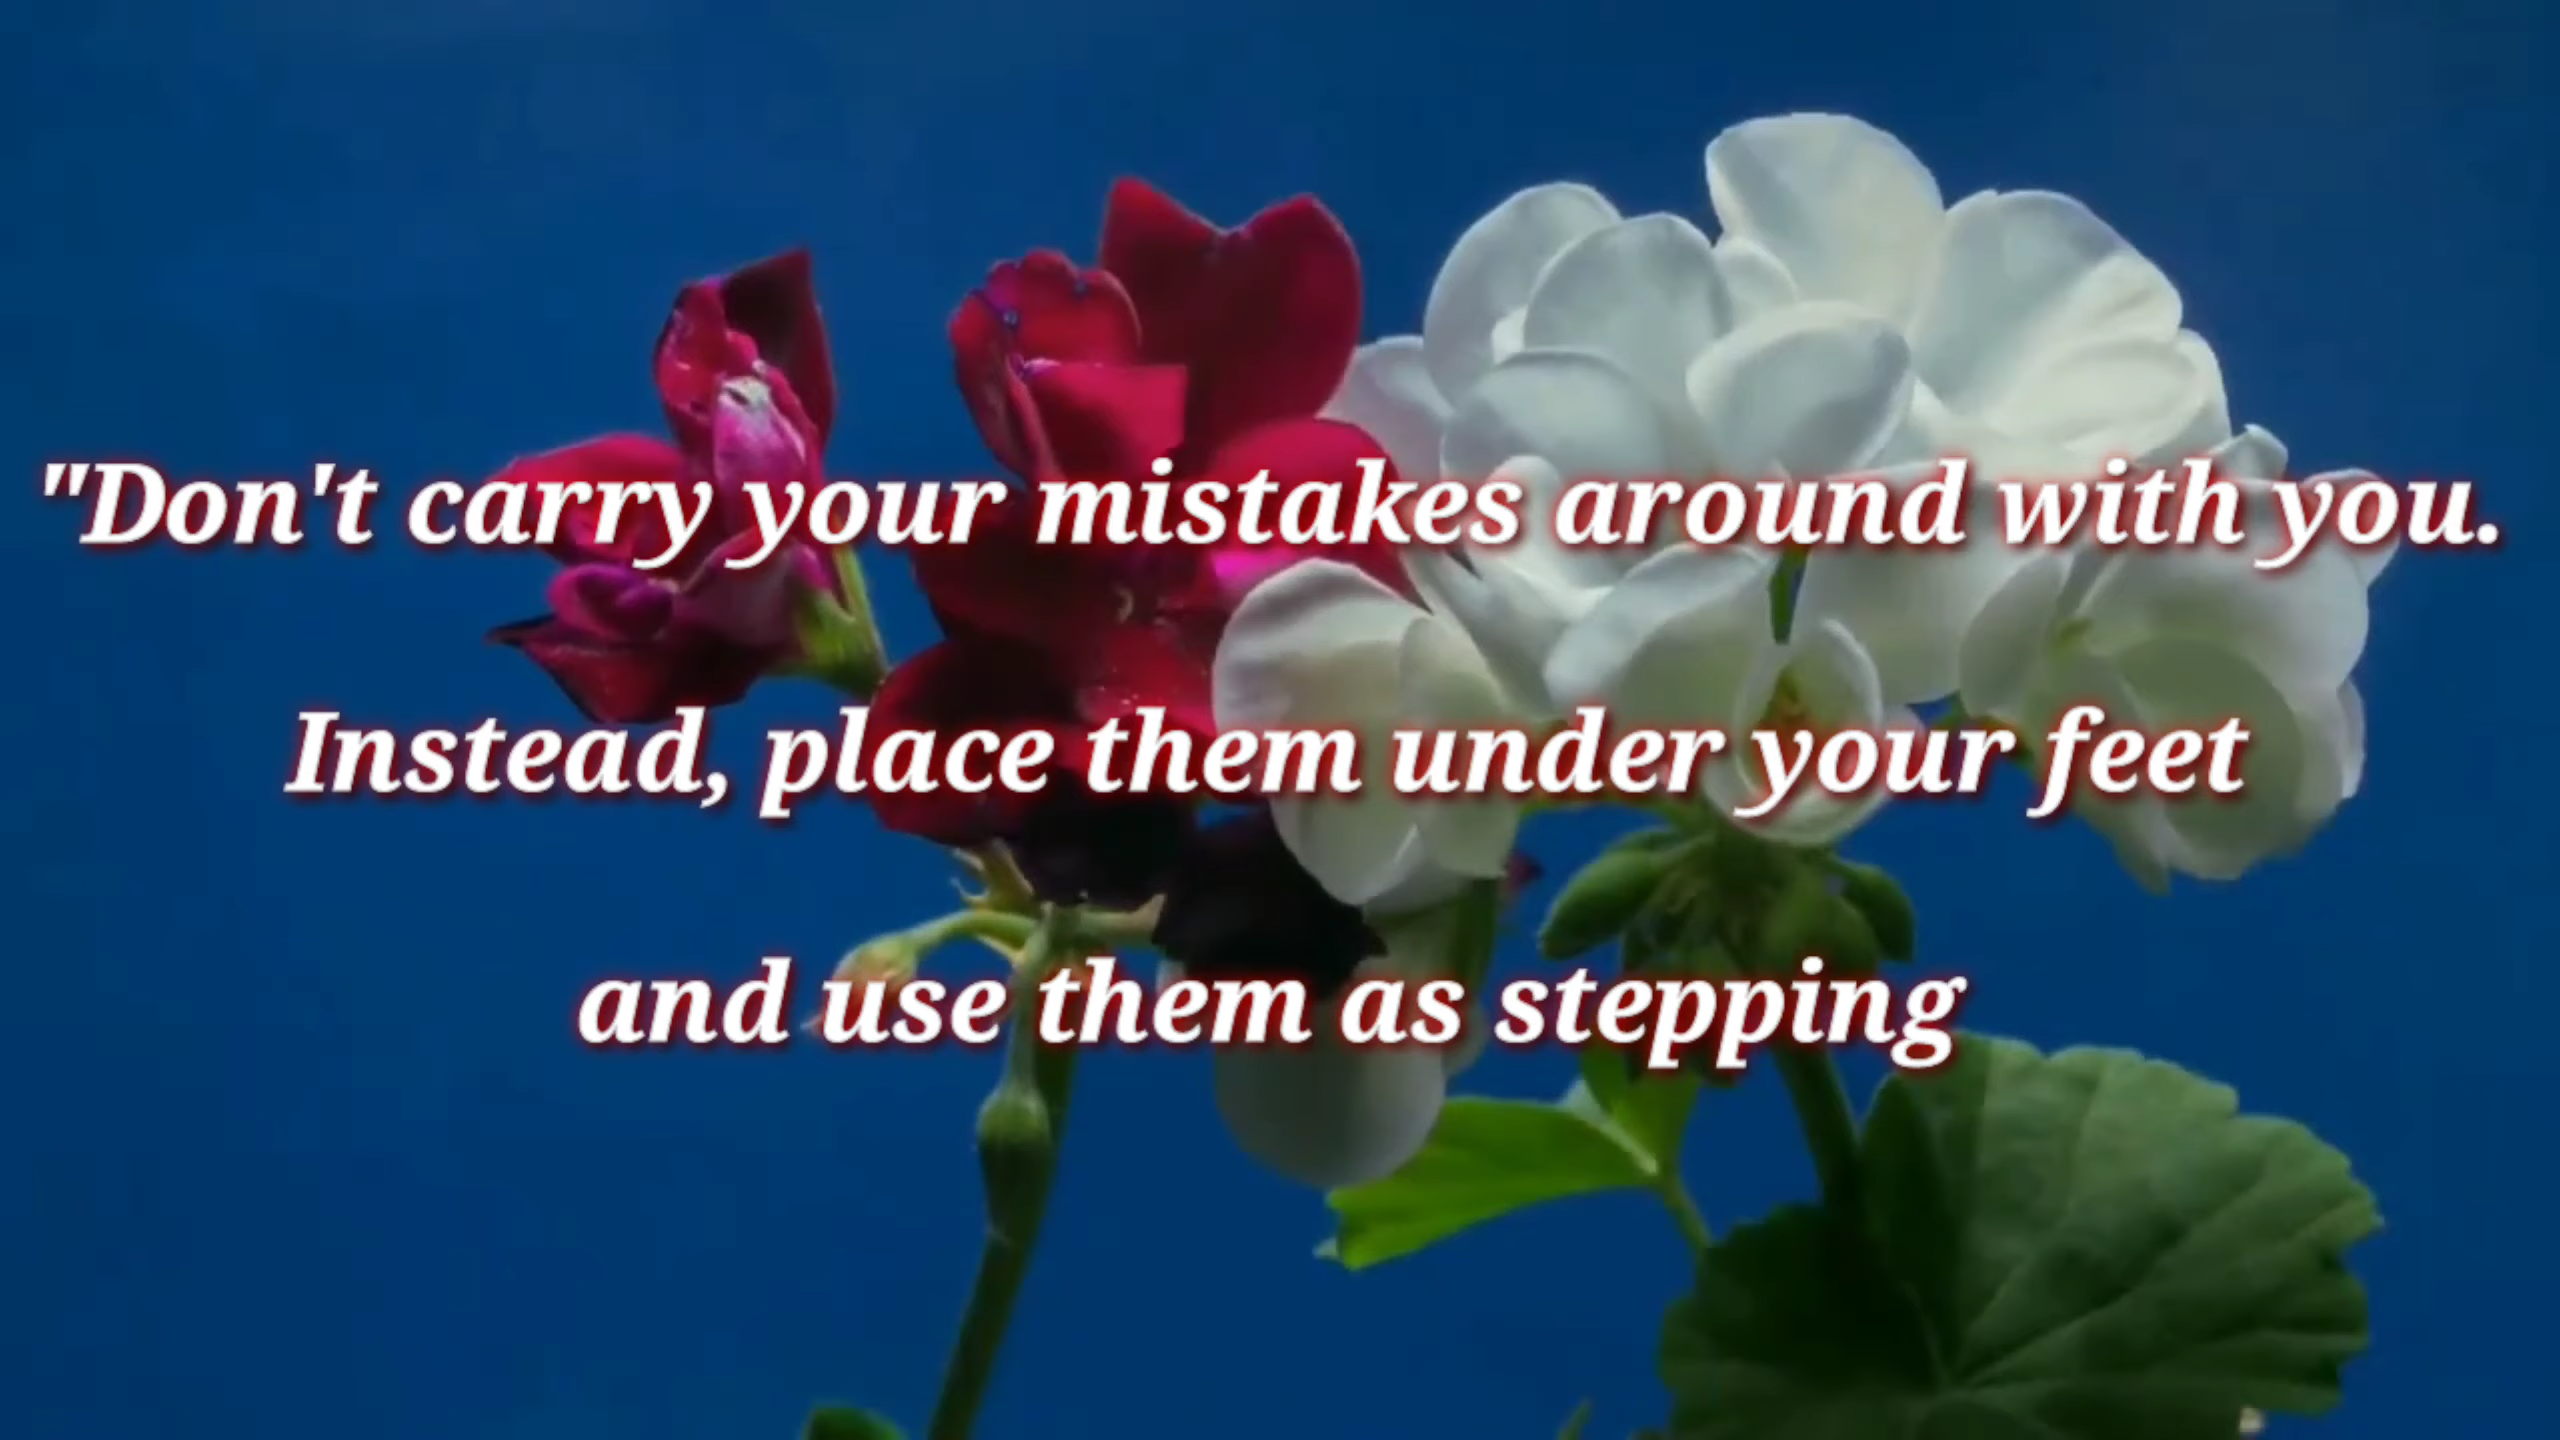 "Don't carry your mistakes around with you.
Instead, place them under your feet
and use them as stepping